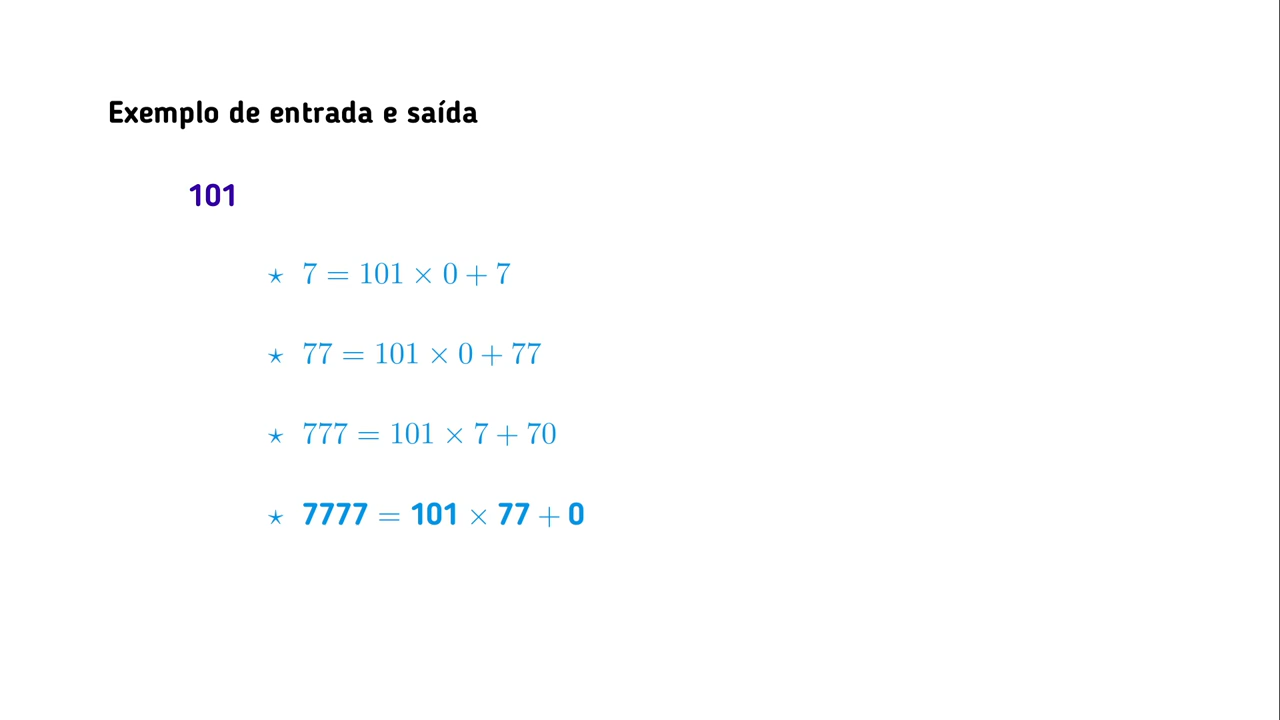 Exemplo de entrada e saída
101
⋆ 7 = 101 × 0 + 7
⋆ 77 = 101 × 0 + 77
⋆ 777 = 101 × 7 + 70
⋆ 7777 = 101 × 77 + 0